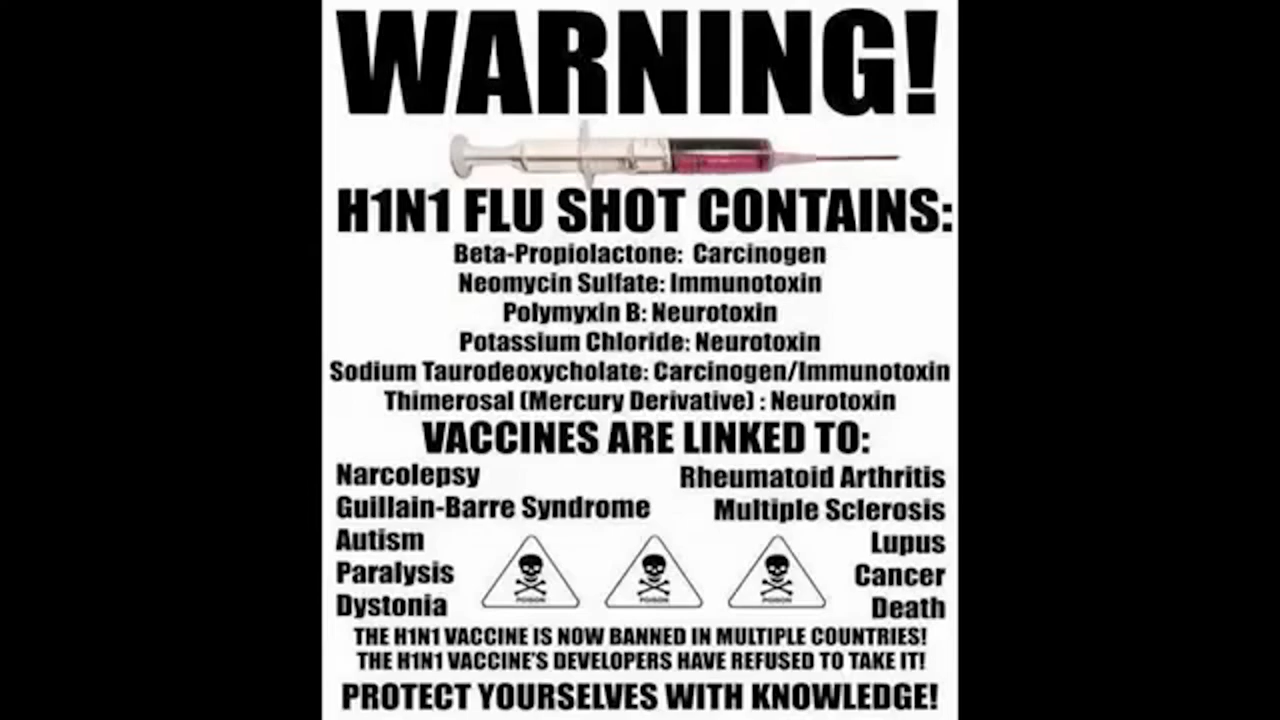 WARNING!
H1N1 FLU SHOT CONTAINS:
Beta-Propiolactone: Carcinogen
Neomycin Sulfate: Immunotoxin
Polymyxin B: Neurotoxin
Potassium Chloride: Neurotoxin
Sodium Taurodeoxycholate: Carcinogen/Immunotoxin
Thimerosal (Mercury Derivative) : Neurotoxin
VACCINES ARE LINKED TO:
Narcolepsy
Guillain-Barre Syndrome
Autism
Paralysis
Dystonia
Rheumatoid Arthritis
Multiple Sclerosis
Lupus
Cancer
Death
POISON
POISON
POISON
THE H1N1 VACCINE IS NOW BANNED IN MULTIPLE COUNTRIES!
THE H1N1 VACCINE'S DEVELOPERS HAVE REFUSED TO TAKE IT!
PROTECT YOURSELVES WITH KNOWLEDGE!